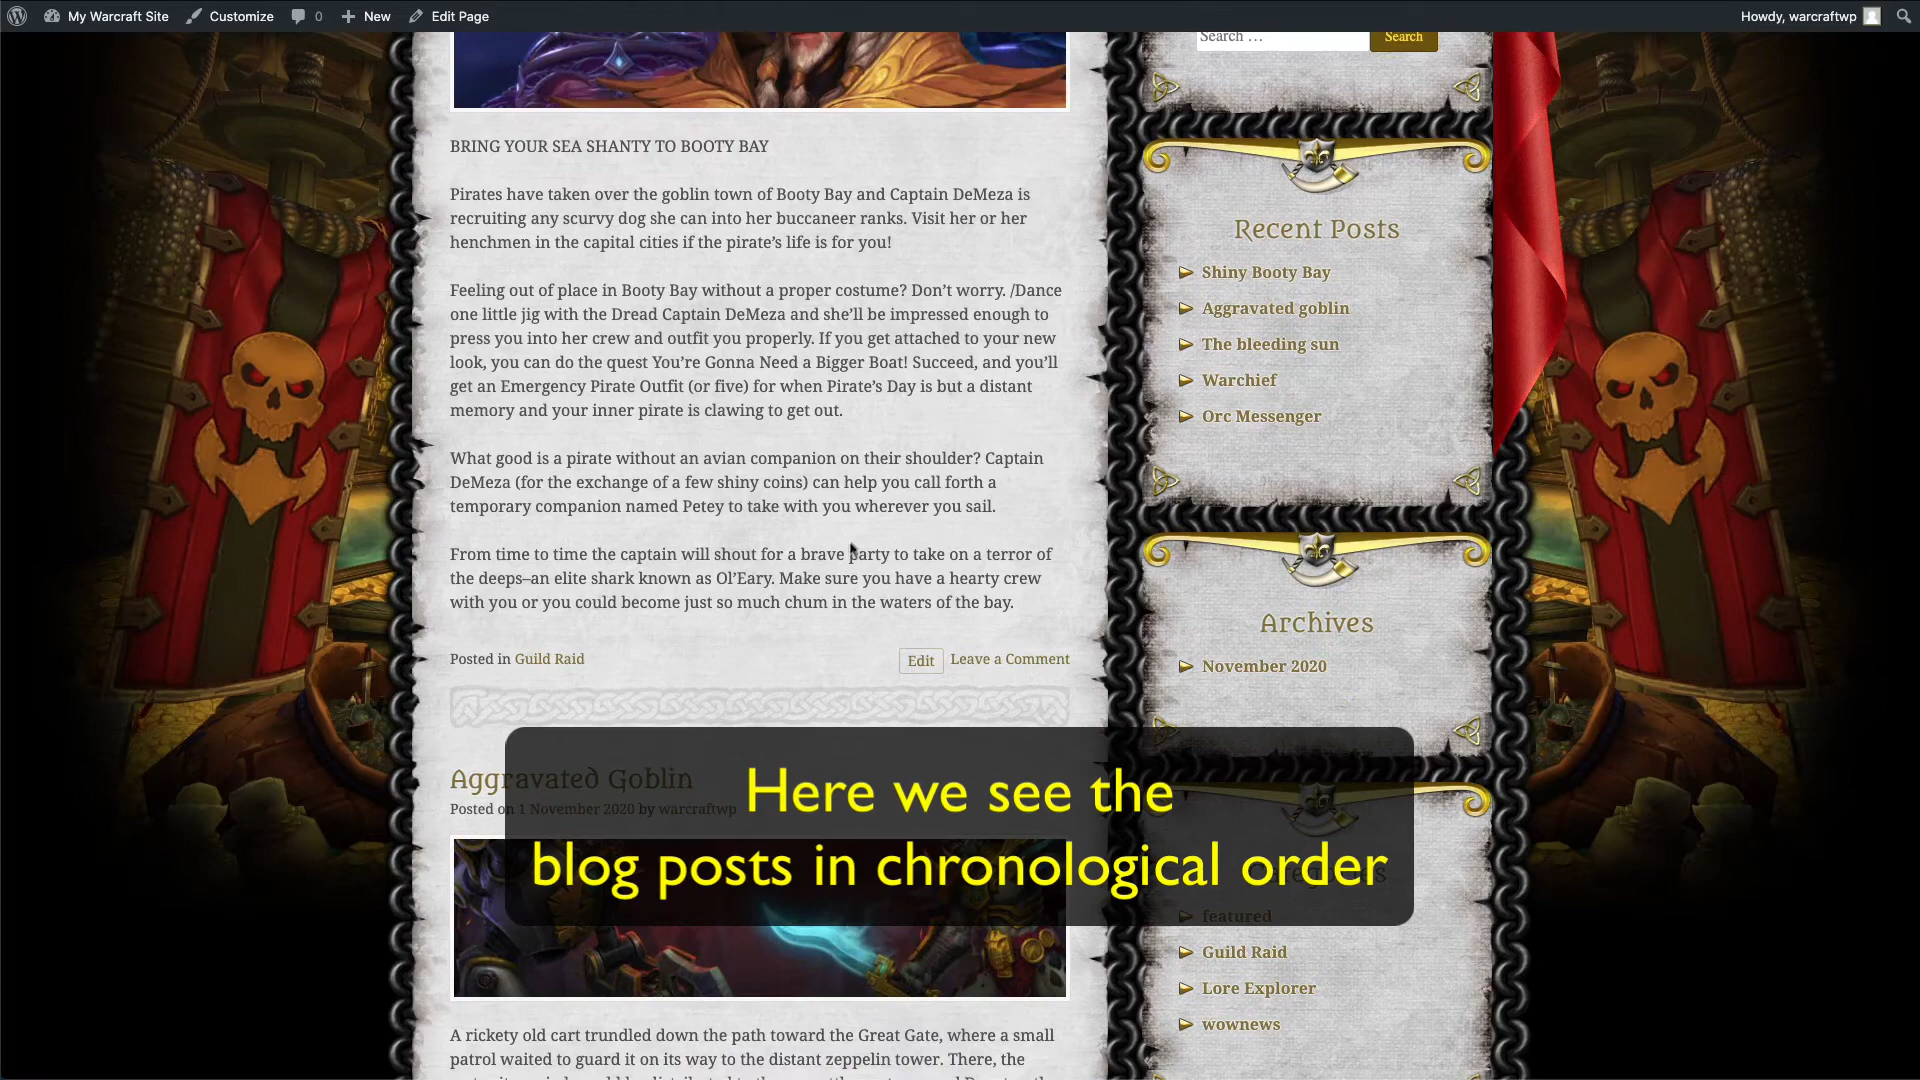 My Warcraft Site Customize 0 New Edit Page Howdy, warcraftwp
Search …
Search
BRING YOUR SEA SHANTY TO BOOTY BAY
Pirates have taken over the goblin town of Booty Bay and Captain DeMeza is
recruiting any scurvy dog she can into her buccaneer ranks. Visit her or her
henchmen in the capital cities if the pirate’s life is for you!
Feeling out of place in Booty Bay without a proper costume? Don’t worry. /Dance
one little jig with the Dread Captain DeMeza and she’ll be impressed enough to
press you into her crew and outfit you properly. If you get attached to your new
look, you can do the quest You’re Gonna Need a Bigger Boat! Succeed, and you’ll
get an Emergency Pirate Outfit (or five) for when Pirate’s Day is but a distant
memory and your inner pirate is clawing to get out.
What good is a pirate without an avian companion on their shoulder? Captain
DeMeza (for the exchange of a few shiny coins) can help you call forth a
temporary companion named Petey to take with you wherever you sail.
From time to time the captain will shout for a brave party to take on a terror of
the deeps–an elite shark known as Ol’Eary. Make sure you have a hearty crew
with you or you could become just so much chum in the waters of the bay.
Posted in Guild Raid
Edit
Leave a Comment
Aggravated Goblin
Posted on 1 November 2020 by warcraftwp
A rickety old cart trundled down the path toward the Great Gate, where a small
patrol waited to guard it on its way to the distant zeppelin tower. There, the
Recent Posts
Shiny Booty Bay
Aggravated goblin
The bleeding sun
Warchief
Orc Messenger
Archives
November 2020
featured
Guild Raid
Lore Explorer
wownews
Here we see the
blog posts in chronological order